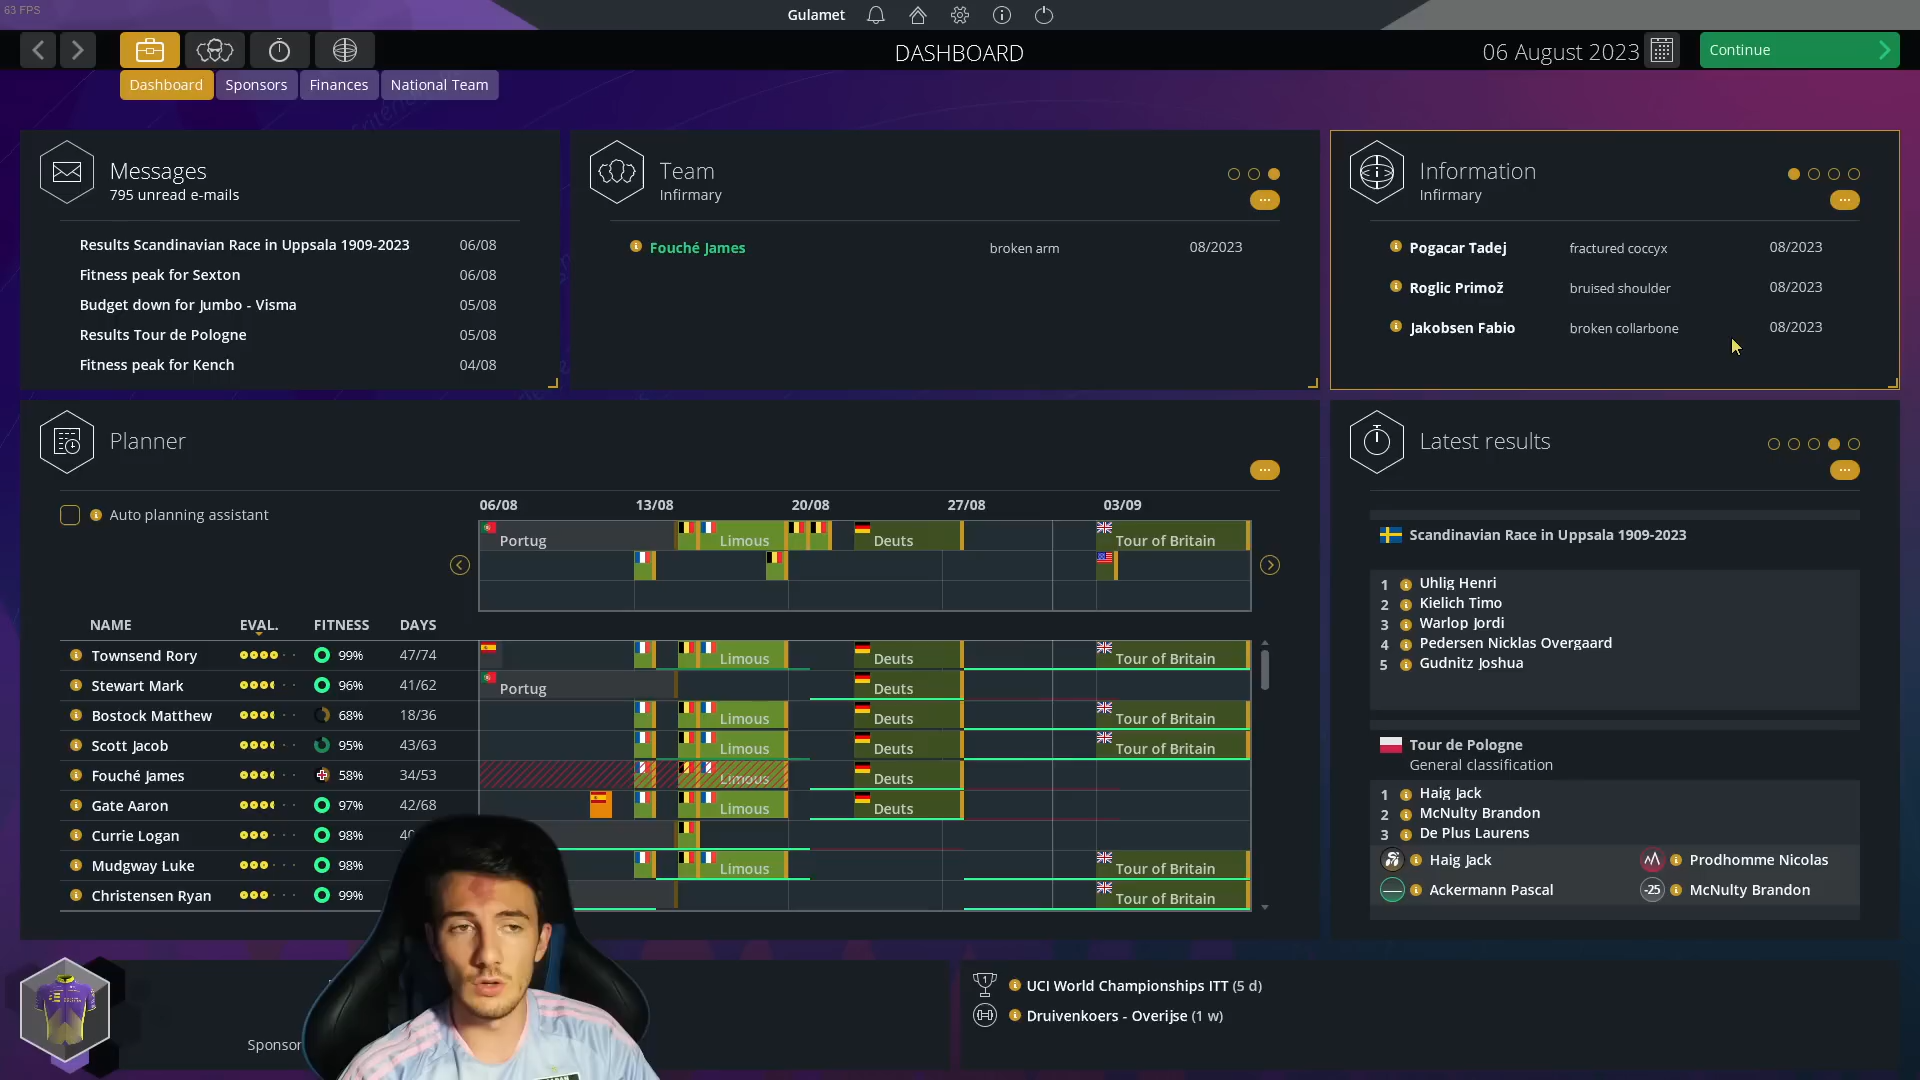 63 FPS
Gulamet
DASHBOARD
06 August 2023
Continue
Dashboard
Sponsors
Finances
National Team
Messages
795 unread e-mails
Results Scandinavian Race in Uppsala 1909-2023 06/08
Fitness peak for Sexton 06/08
Budget down for Jumbo - Visma 05/08
Results Tour de Pologne 05/08
Fitness peak for Kench 04/08
Team
Infirmary
Fouché James broken arm 08/2023
Information
Infirmary
Pogacar Tadej fractured coccyx 08/2023
Roglic Primož bruised shoulder 08/2023
Jakobsen Fabio broken collarbone 08/2023
Planner
Auto planning assistant
06/08 13/08 20/08 27/08 03/09
Portug Limous Deuts Tour of Britain
NAME EVAL. FITNESS DAYS
Townsend Rory 99% 47/74 Limous Deuts Tour of Britain
Stewart Mark 96% 41/62 Portug Deuts
Bostock Matthew 68% 18/36 Limous Deuts Tour of Britain
Scott Jacob 95% 43/63 Limous Deuts Tour of Britain
Fouché James 58% 34/53 Limous Deuts
Gate Aaron 97% 42/68 Limous Deuts
Currie Logan 98%
Mudgway Luke 98% Limous Tour of Britain
Christensen Ryan 99% Tour of Britain
Latest results
Scandinavian Race in Uppsala 1909-2023
1 Uhlig Henri
2 Kielich Timo
3 Warlop Jordi
4 Pedersen Nicklas Overgaard
5 Gudnitz Joshua
Tour de Pologne
General classification
1 Haig Jack
2 McNulty Brandon
3 De Plus Laurens
Haig Jack Prodhomme Nicolas
Ackermann Pascal -25 McNulty Brandon
Sponsor
1 UCI World Championships ITT (5 d)
Druivenkoers - Overijse (1 w)